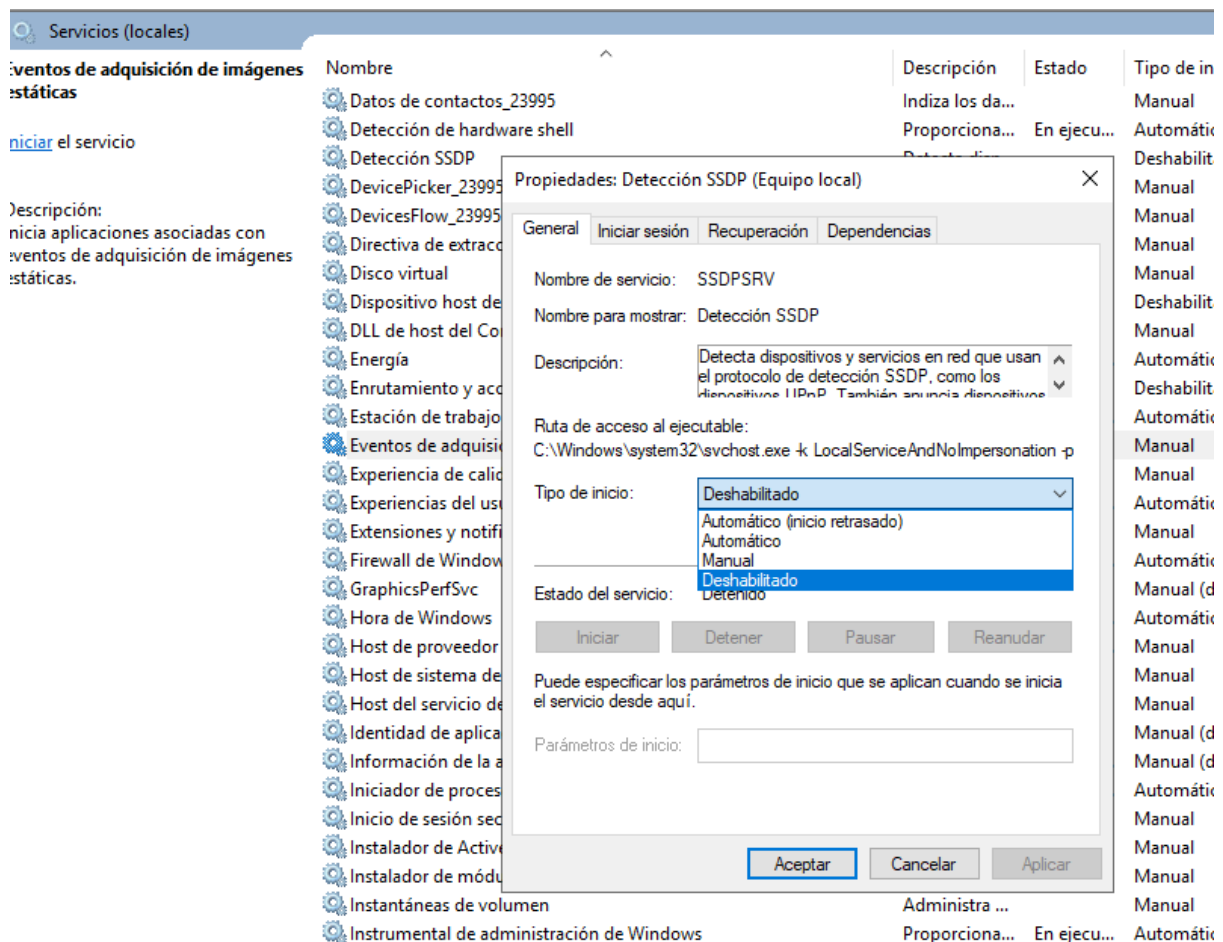 Servicios (locales)
Eventos de adquisición de imágenes
estáticas
Iniciar el servicio
Descripción:
Inicia aplicaciones asociadas con
eventos de adquisición de imágenes
estáticas.
Nombre Descripción Estado Tipo de in
Datos de contactos_23995 Indiza los da... Manual
Detección de hardware shell Proporciona... En ejecu... Automátic
Detección SSDP Deshabilit
DevicePicker_23995 Manual
DevicesFlow_23995 Manual
Directiva de extracc Manual
Disco virtual Manual
Dispositivo host de Deshabilit
DLL de host del Co Manual
Energía Automátic
Enrutamiento y acc Deshabilit
Estación de trabajo Automátic
Eventos de adquisi Manual
Experiencia de calid Manual
Experiencias del us Automátic
Extensiones y notifi Manual
Firewall de Window Automátic
GraphicsPerfSvc Manual (d
Hora de Windows Automátic
Host de proveedor Manual
Host de sistema de Manual
Host del servicio de Manual
Identidad de aplica Manual (d
Información de la a Manual (d
Iniciador de proces Automátic
Inicio de sesión sec Manual
Instalador de Active Manual
Instalador de módu Manual
Instantáneas de volumen Administra ... Manual
Instrumental de administración de Windows Proporciona... En ejecu... Automátic
Propiedades: Detección SSDP (Equipo local)
General Iniciar sesión Recuperación Dependencias
Nombre de servicio: SSDPSRV
Nombre para mostrar: Detección SSDP
Descripción: Detecta dispositivos y servicios en red que usan
el protocolo de detección SSDP, como los
dispositivos UPnP. También anuncia dispositivos
Ruta de acceso al ejecutable:
C:\Windows\system32\svchost.exe -k LocalServiceAndNoImpersonation -p
Tipo de inicio: Deshabilitado
Automático (inicio retrasado)
Automático
Manual
Deshabilitado
Estado del servicio: Detenido
Iniciar Detener Pausar Reanudar
Puede especificar los parámetros de inicio que se aplican cuando se inicia
el servicio desde aquí.
Parámetros de inicio:
Aceptar Cancelar Aplicar